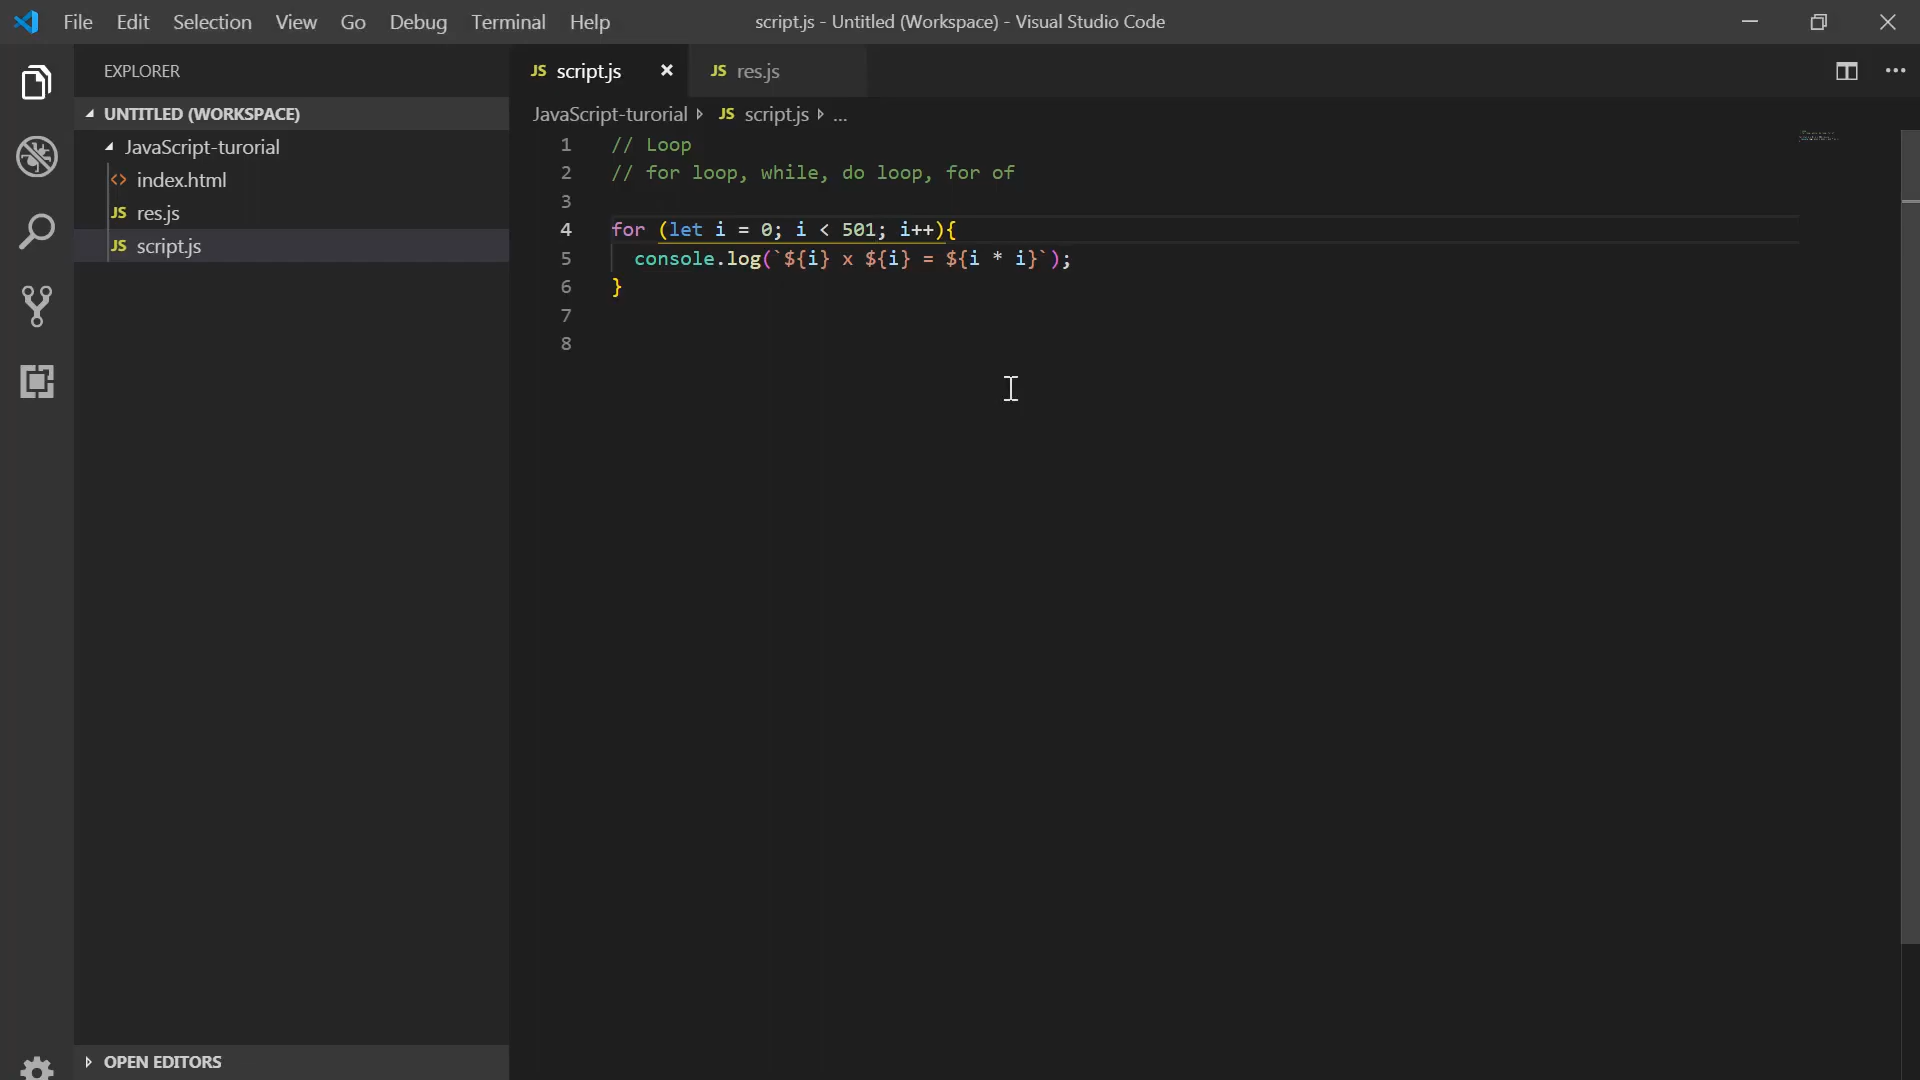 File Edit Selection View Go Debug Terminal Help
script.js - Untitled (Workspace) - Visual Studio Code
EXPLORER
UNTITLED (WORKSPACE)
JavaScript-turorial
<> index.html
JS res.js
JS script.js
OPEN EDITORS
JS script.js
JS res.js
JavaScript-turorial JS script.js ...
1 // Loop
2 // for loop, while, do loop, for of
3
4 for (let i = 0; i < 501; i++){
5 console.log(`${i} x ${i} = ${i * i}`);
6 }
7
8